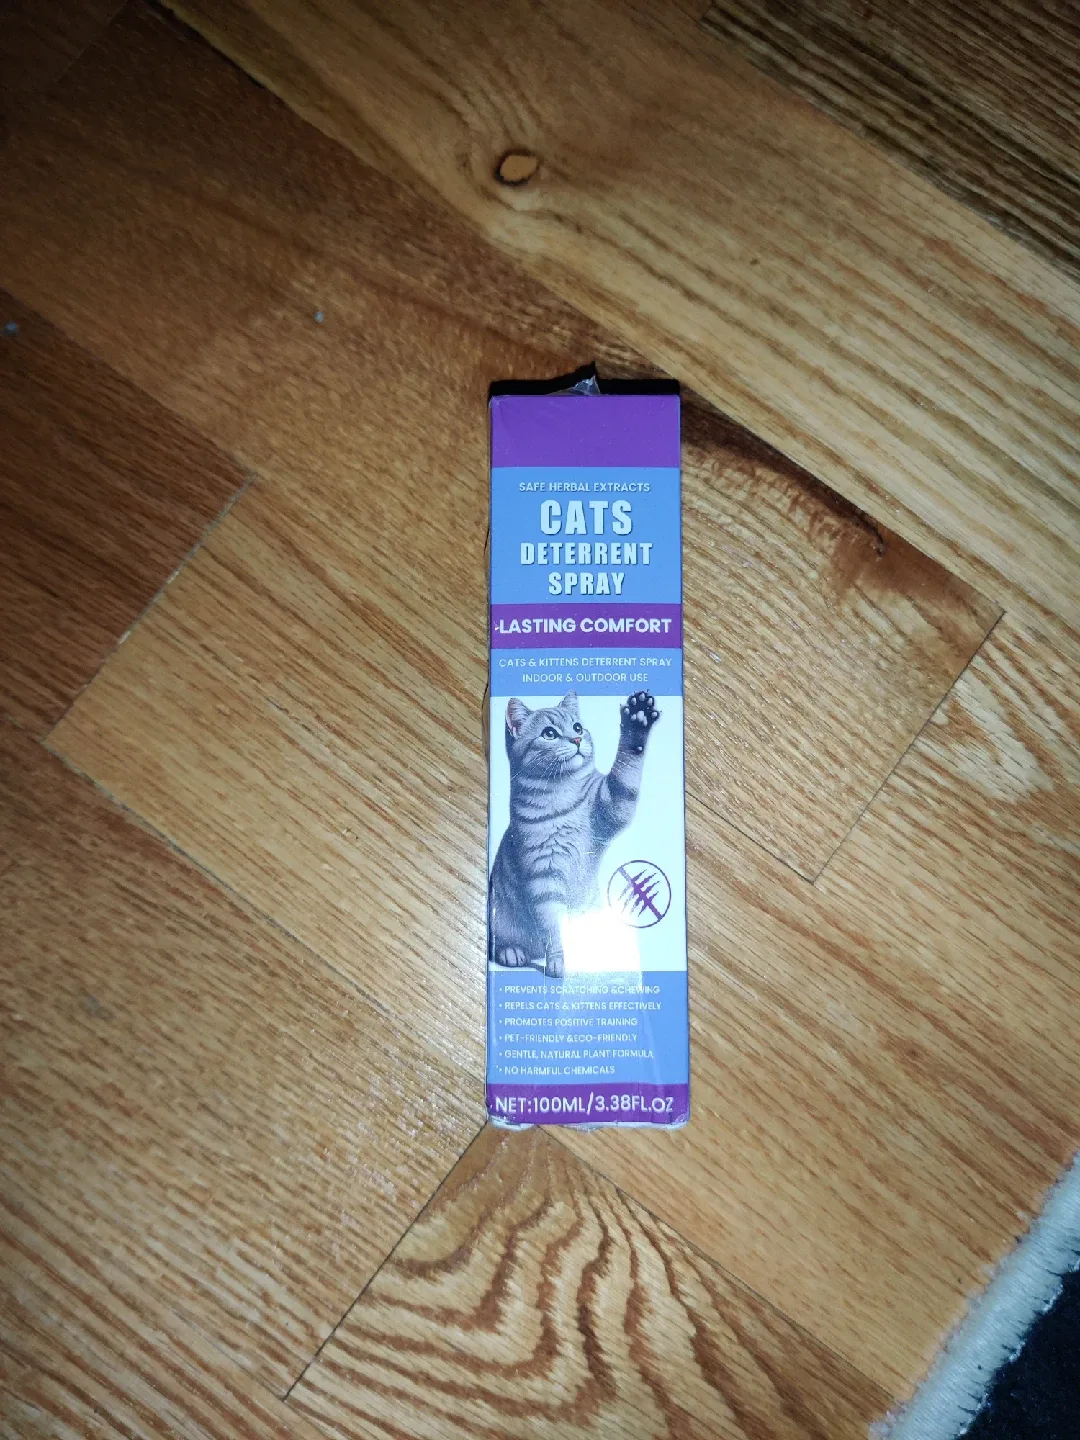 SAFE HERBAL EXTRACTS
CATS
DETERRENT
SPRAY
-LASTING COMFORT
CATS & KITTENS DETERRENT SPRAY
INDOOR & OUTDOOR USE
• PREVENTS SCRATCHING &CHEWING
• REPELS CATS & KITTENS EFFECTIVELY
• PROMOTES POSITIVE TRAINING
• PET-FRIENDLY &ECO-FRIENDLY
• GENTLE, NATURAL PLANT FORMULA
• NO HARMFUL CHEMICALS
NET:100ML/3.38FL.OZ